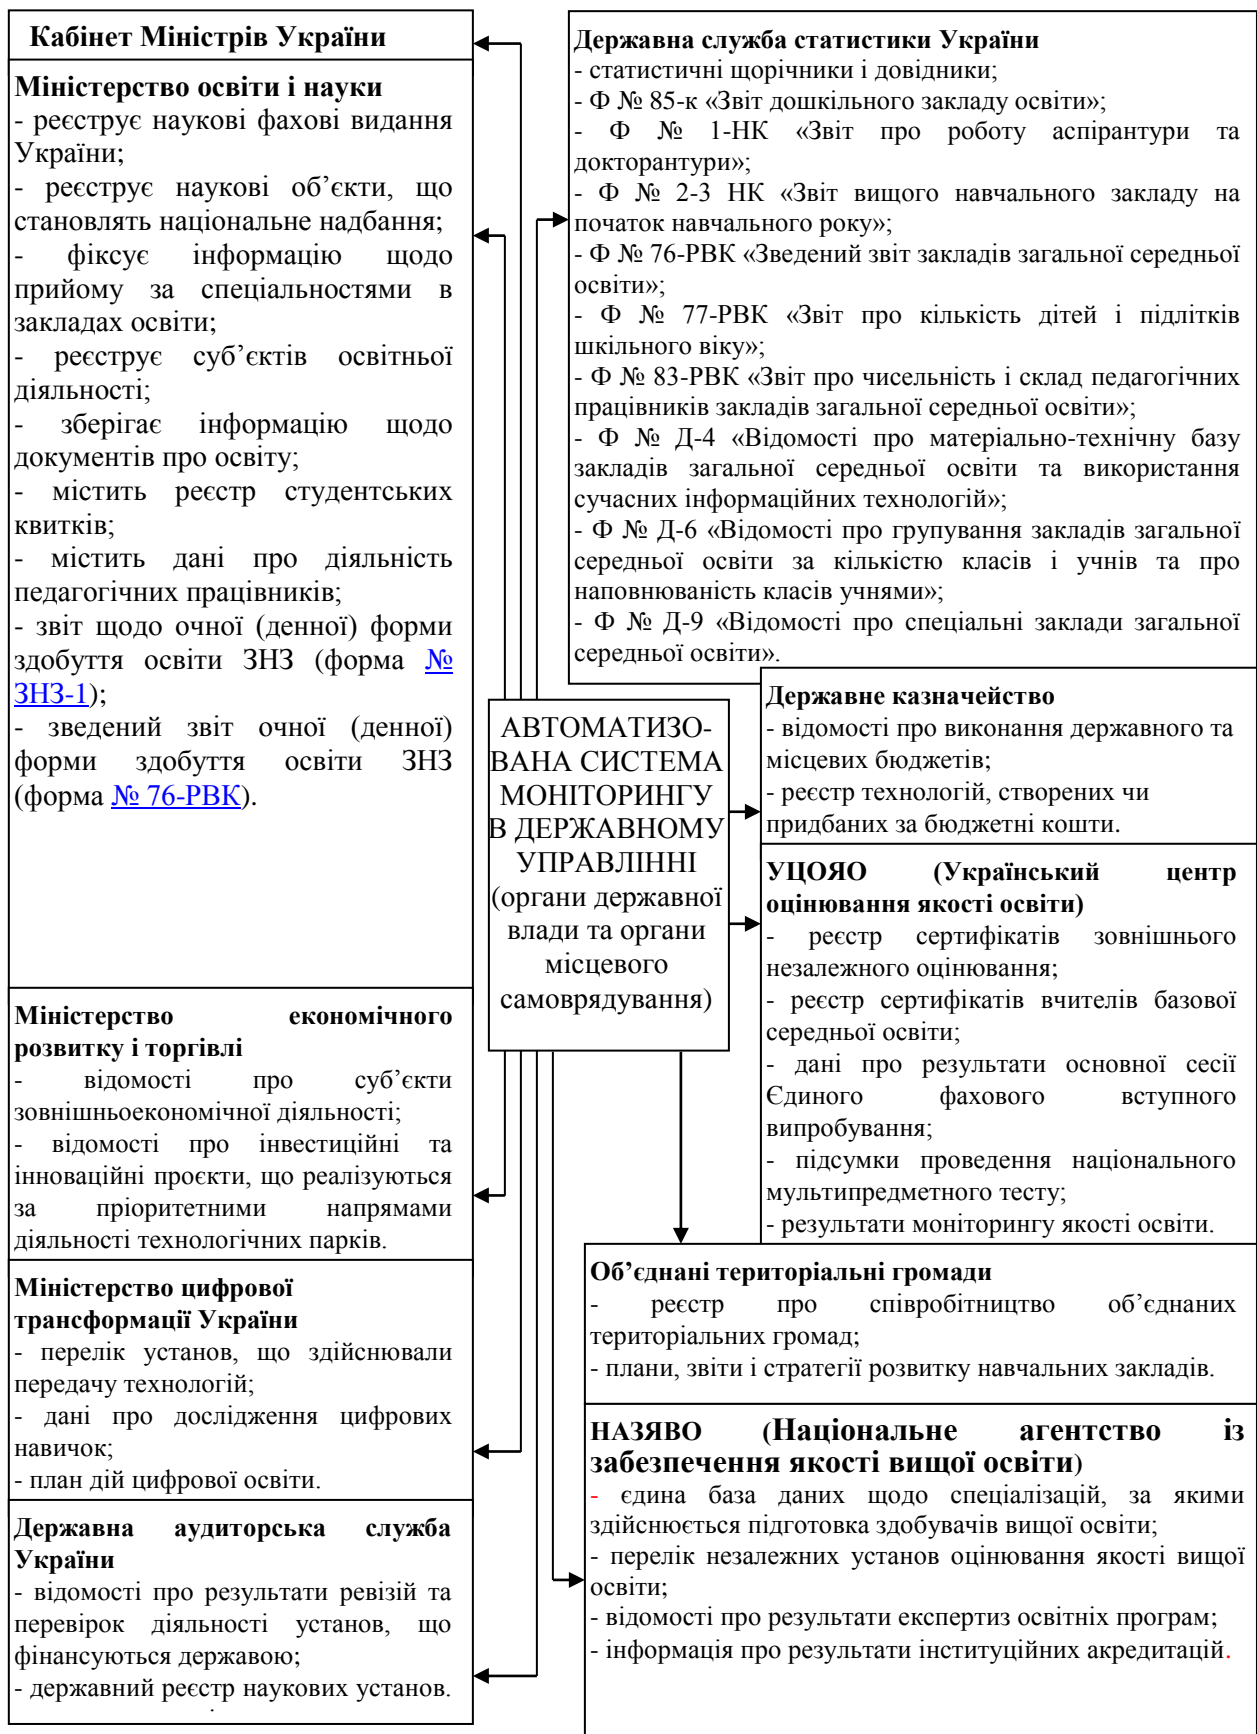 Кабінет Міністрів України
Міністерство освіти і науки
- реєструє наукові фахові видання
України;
- реєструє наукові об’єкти, що
становлять національне надбання;
- фіксує інформацію щодо
прийому за спеціальностями в
закладах освіти;
- реєструє суб’єктів освітньої
діяльності;
- зберігає інформацію щодо
документів про освіту;
- містить реєстр студентських
квитків;
- містить дані про діяльність
педагогічних працівників;
- звіт щодо очної (денної) форми
здобуття освіти ЗНЗ (форма №
ЗНЗ-1);
- зведений звіт очної (денної)
форми здобуття освіти ЗНЗ
(форма № 76-РВК).
Міністерство економічного
розвитку і торгівлі
- відомості про суб’єкти
зовнішньоекономічної діяльності;
- відомості про інвестиційні та
інноваційні проєкти, що реалізуються
за пріоритетними напрямами
діяльності технологічних парків.
Міністерство цифрової
трансформації України
- перелік установ, що здійснювали
передачу технологій;
- дані про дослідження цифрових
навичок;
- план дій цифрової освіти.
Державна аудиторська служба
України
- відомості про результати ревізій та
перевірок діяльності установ, що
фінансуються державою;
- державний реєстр наукових установ.
АВТОМАТИЗО-
ВАНА СИСТЕМА
МОНІТОРИНГУ
В ДЕРЖАВНОМУ
УПРАВЛІННІ
(органи державної
влади та органи
місцевого
самоврядування)
Державна служба статистики України
- статистичні щорічники і довідники;
- Ф № 85-к «Звіт дошкільного закладу освіти»;
- Ф № 1-НК «Звіт про роботу аспірантури та
докторантури»;
- Ф № 2-3 НК «Звіт вищого навчального закладу на
початок навчального року»;
- Ф № 76-РВК «Зведений звіт закладів загальної середньої
освіти»;
- Ф № 77-РВК «Звіт про кількість дітей і підлітків
шкільного віку»;
- Ф № 83-РВК «Звіт про чисельність і склад педагогічних
працівників закладів загальної середньої освіти»;
- Ф № Д-4 «Відомості про матеріально-технічну базу
закладів загальної середньої освіти та використання
сучасних інформаційних технологій»;
- Ф № Д-6 «Відомості про групування закладів загальної
середньої освіти за кількістю класів і учнів та про
наповнюваність класів учнями»;
- Ф № Д-9 «Відомості про спеціальні заклади загальної
середньої освіти».
Державне казначейство
- відомості про виконання державного та
місцевих бюджетів;
- реєстр технологій, створених чи
придбаних за бюджетні кошти.
УЦОЯО (Український центр
оцінювання якості освіти)
- реєстр сертифікатів зовнішнього
незалежного оцінювання;
- реєстр сертифікатів вчителів базової
середньої освіти;
- дані про результати основної сесії
Єдиного фахового вступного
випробування;
- підсумки проведення національного
мультипредметного тесту;
- результати моніторингу якості освіти.
Об’єднані територіальні громади
- реєстр про співробітництво об’єднаних
територіальних громад;
- плани, звіти і стратегії розвитку навчальних закладів.
НАЗЯВО (Національне агентство із
забезпечення якості вищої освіти)
- єдина база даних щодо спеціалізацій, за якими
здійснюється підготовка здобувачів вищої освіти;
- перелік незалежних установ оцінювання якості вищої
освіти;
- відомості про результати експертиз освітніх програм;
- інформація про результати інституційних акредитацій.